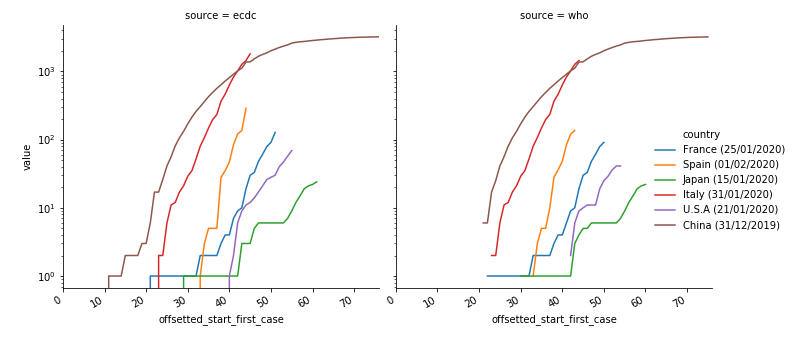 source = ecdc
source = who
value
10³
10²
10¹
10⁰
0 10 20 30 40 50 60 70
offsetted_start_first_case
0 10 20 30 40 50 60 70
offsetted_start_first_case
country
France (25/01/2020)
Spain (01/02/2020)
Japan (15/01/2020)
Italy (31/01/2020)
U.S.A (21/01/2020)
China (31/12/2019)